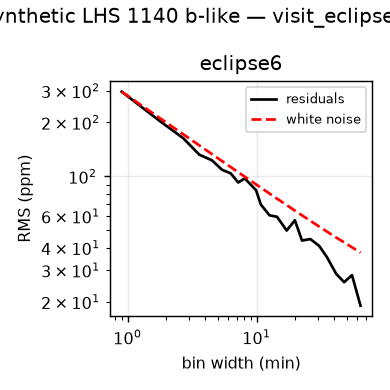 ynthetic LHS 1140 b-like — visit_eclipse
eclipse6
residuals
white noise
RMS (ppm)
3 × 10²
2 × 10²
10²
6 × 10¹
4 × 10¹
3 × 10¹
2 × 10¹
10⁰
10¹
bin width (min)